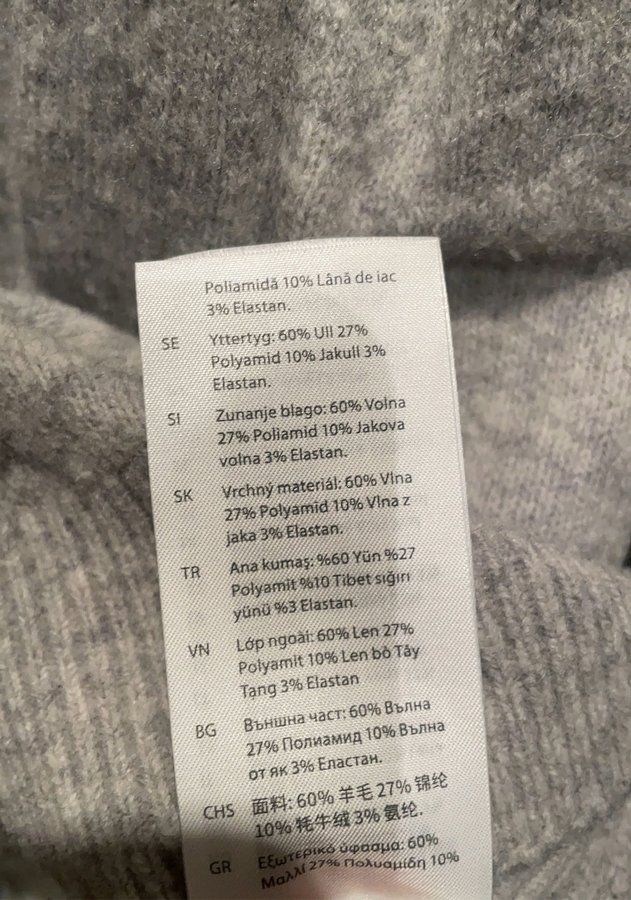 Poliamidă 10% Lână de iac
3% Elastan.
SE Yttertyg: 60% Ull 27%
Polyamid 10% Jakull 3%
Elastan.
SI Zunanje blago: 60% Volna
27% Poliamid 10% Jakova
volna 3% Elastan.
SK Vrchný materiál: 60% Vlna
27% Polyamid 10% Vlna z
jaka 3% Elastan.
TR Ana kumaş: %60 Yün %27
Polyamit %10 Tibet sığırı
yünü %3 Elastan.
VN Lớp ngoài: 60% Len 27%
Polyamit 10% Len bò Tây
Tạng 3% Elastan
BG Външна част: 60% Вълна
27% Полиамид 10% Вълна
от як 3% Еластан.
CHS 面料: 60% 羊毛 27% 锦纶
10% 牦牛绒 3% 氨纶.
GR Εξωτερικό ύφασμα: 60%
Μαλλί 27% Πολυαμίδη 10%